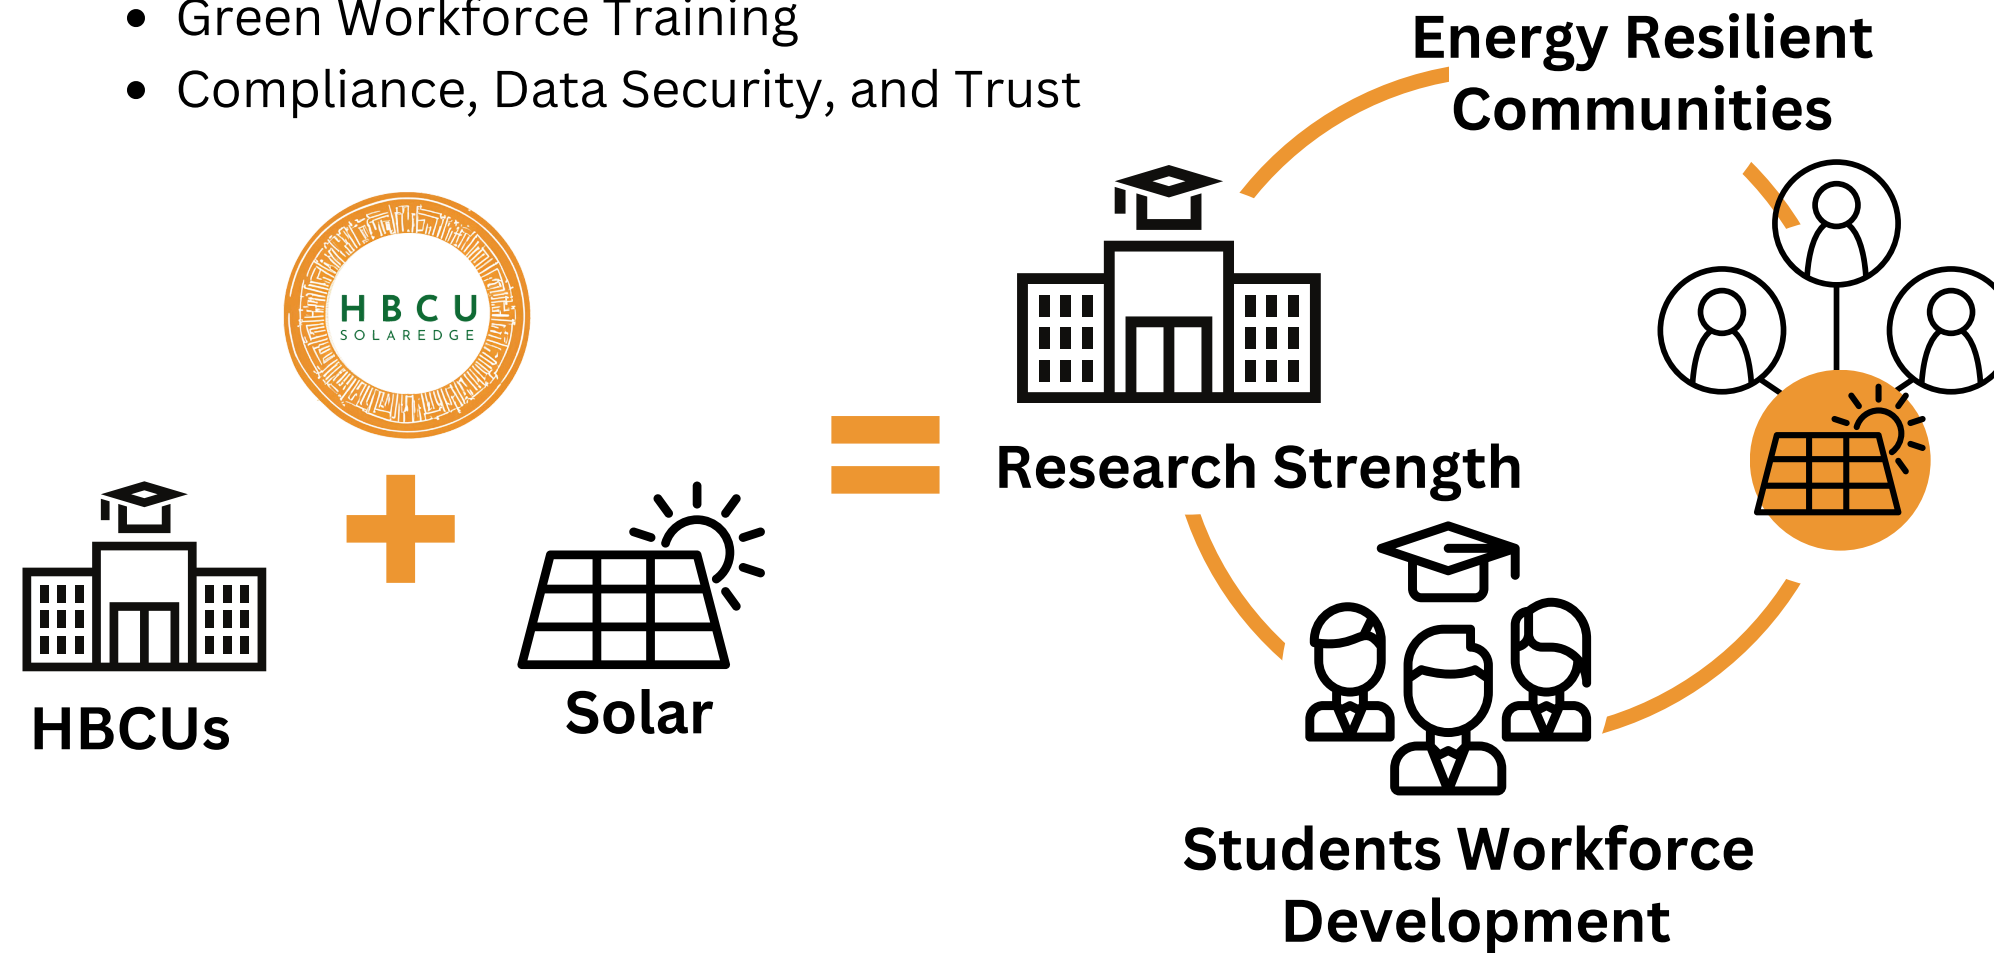 • Green Workforce Training
• Compliance, Data Security, and Trust
Energy Resilient
Communities
HBCU
SOLAREDGE
HBCUs
Solar
Research Strength
Students Workforce
Development